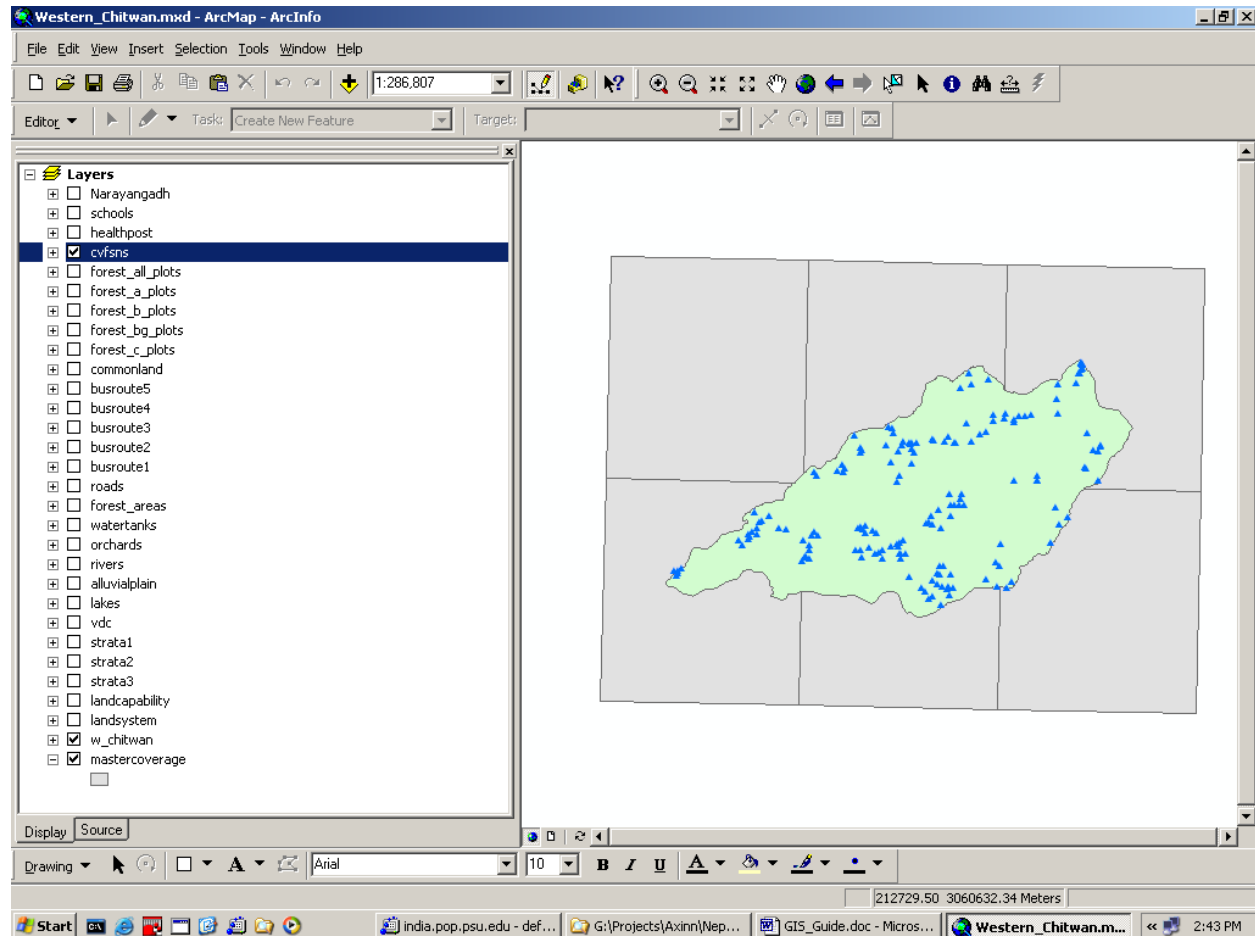 Western_Chitwan.mxd - ArcMap - ArcInfo
File Edit View Insert Selection Tools Window Help
1:286,807
Editor Task: Create New Feature Target:
Layers
Narayangadh
schools
healthpost
cvfsns
forest_all_plots
forest_a_plots
forest_b_plots
forest_bg_plots
forest_c_plots
commonland
busroute5
busroute4
busroute3
busroute2
busroute1
roads
forest_areas
watertanks
orchards
rivers
alluvialplain
lakes
vdc
strata1
strata2
strata3
landcapability
landsystem
w_chitwan
mastercoverage
Display Source
Drawing A Arial 10 B I U A
212729.50 3060632.34 Meters
Start india.pop.psu.edu - def... G:\Projects\Axinn\Nep... GIS_Guide.doc - Micros... Western_Chitwan.m... « 2:43 PM